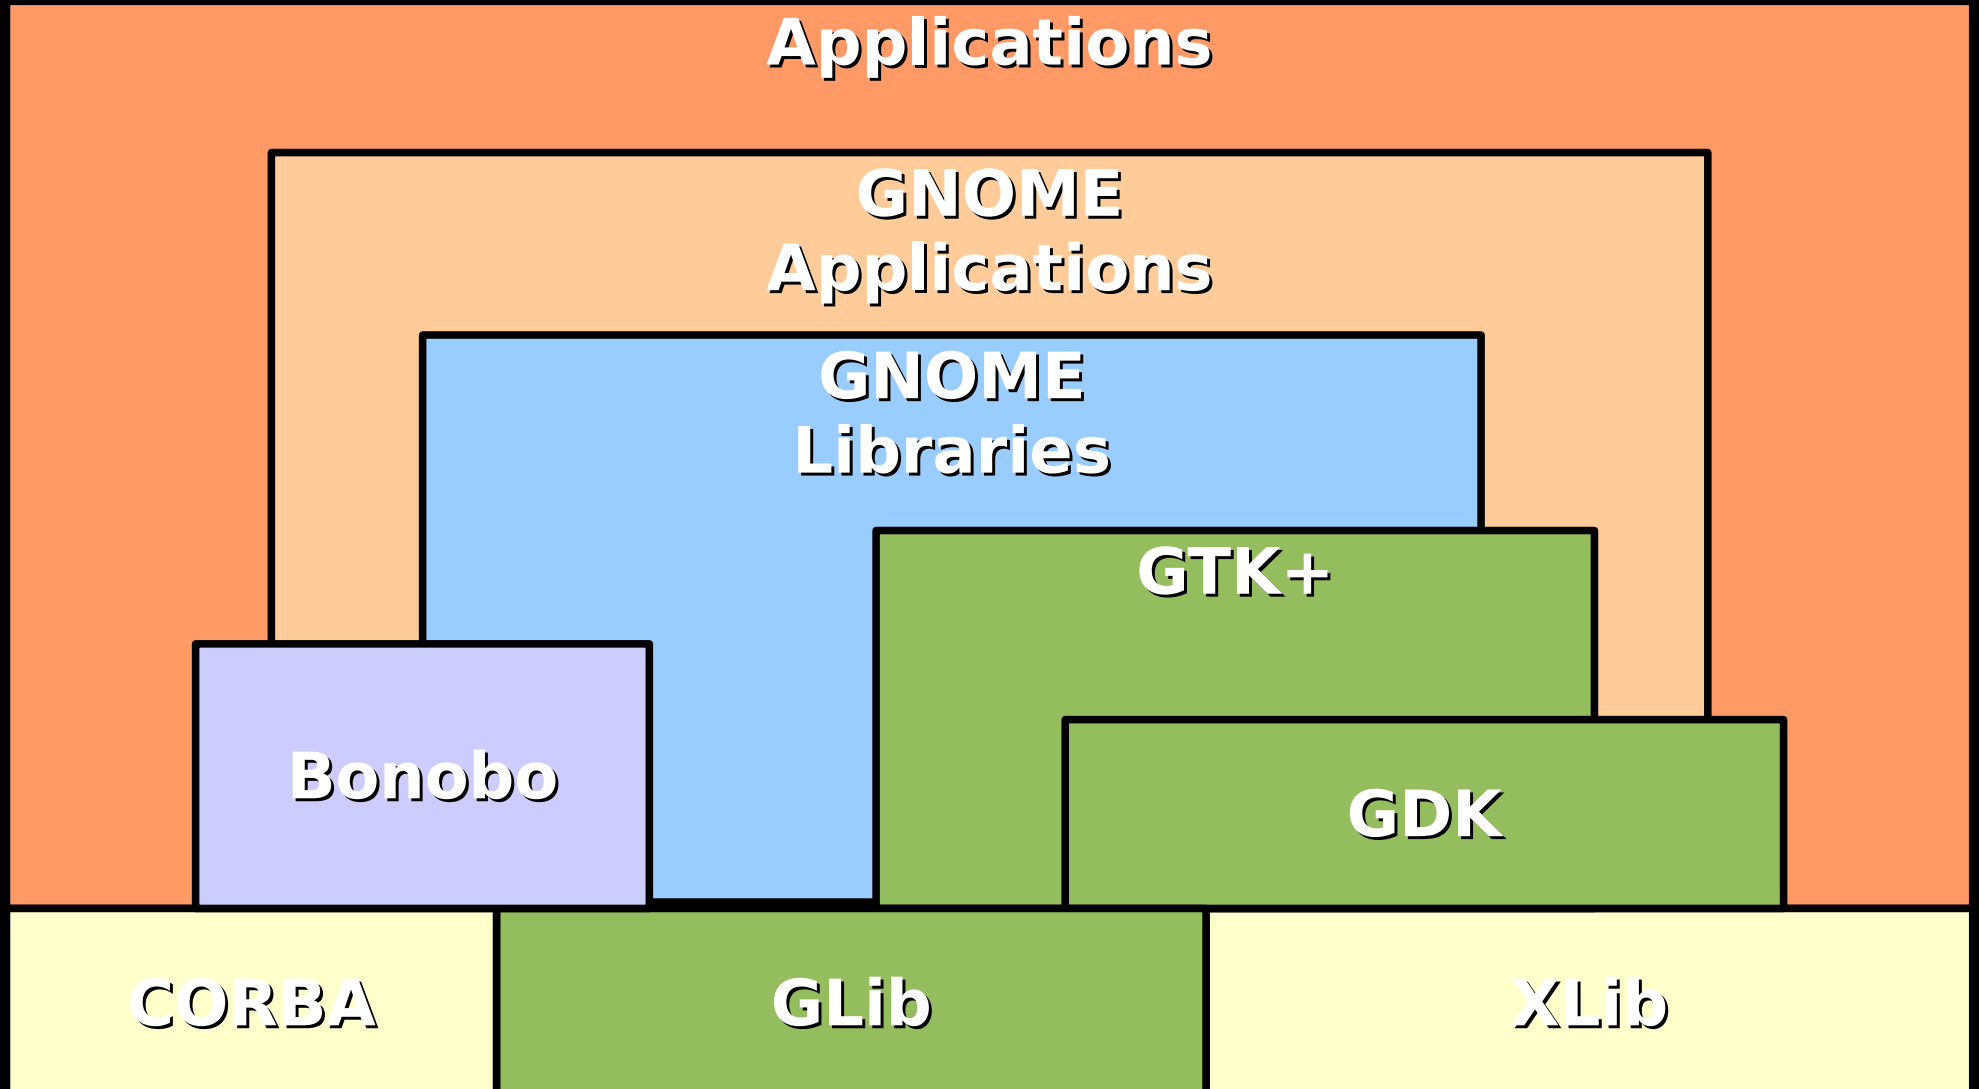 Applications
GNOME
Applications
GNOME
Libraries
GTK+
Bonobo
GDK
CORBA
GLib
XLib